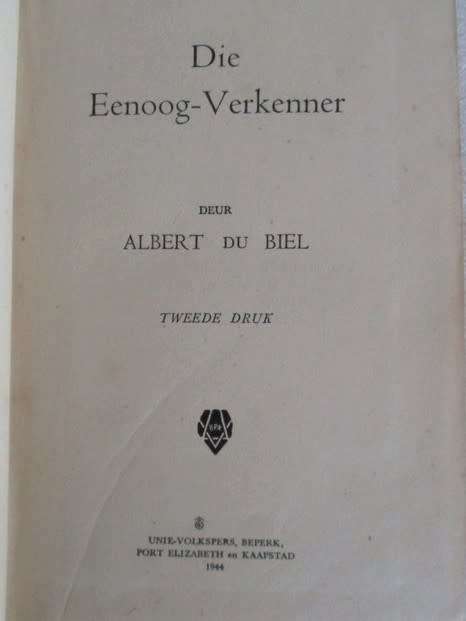 Die
Eenoog-Verkenner
DEUR
ALBERT DU BIEL
TWEEDE DRUK
UNIE-VOLKSPERS, BEPERK,
PORT ELIZABETH en KAAPSTAD
1944